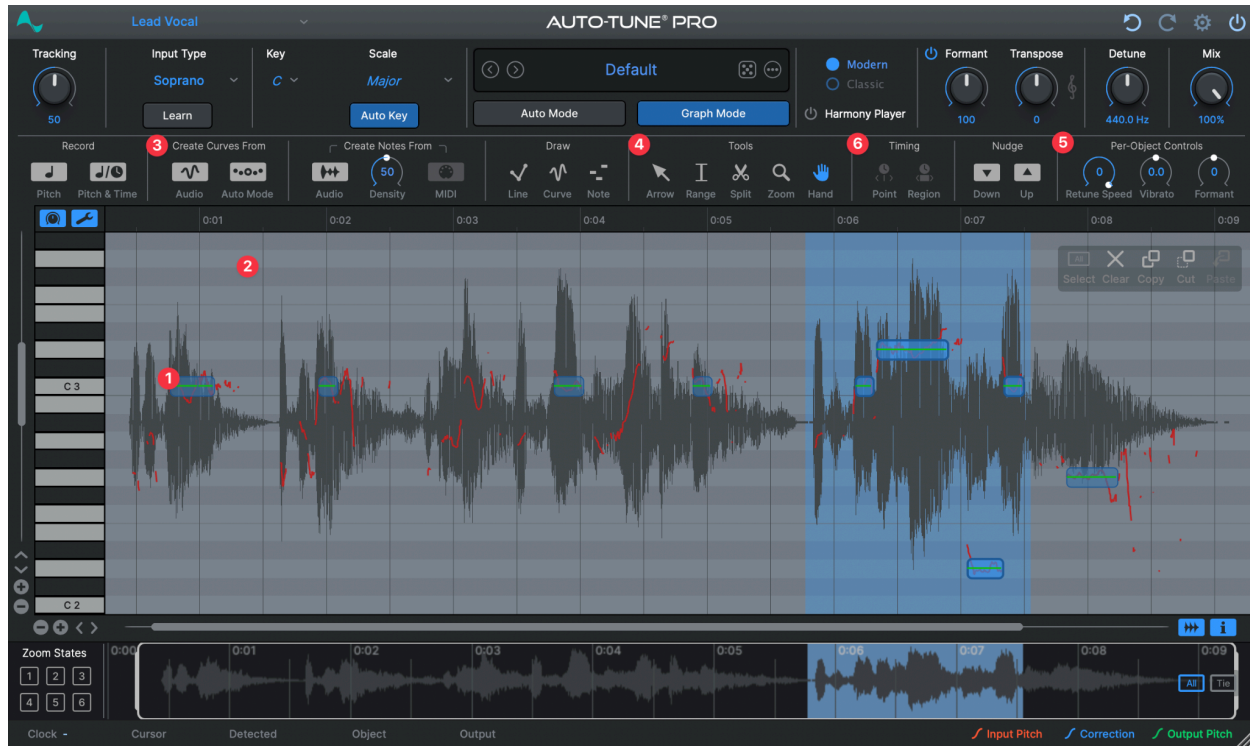 Lead Vocal
AUTO-TUNE® PRO
Tracking
Input Type
Key
Scale
Soprano
C
Major
50
Learn
Auto Key
Default
Auto Mode
Graph Mode
Modern
Classic
Harmony Player
Formant
Transpose
Detune
Mix
100
0
440.0 Hz
100%
Record
3
Create Curves From
Create Notes From
Draw
4
Tools
6
Timing
Nudge
5
Per-Object Controls
50
0
0.0
0
Pitch
Pitch & Time
Audio
Auto Mode
Audio
Density
MIDI
Line
Curve
Note
Arrow
Range
Split
Zoom
Hand
Point
Region
Down
Up
Retune Speed
Vibrato
Formant
0:01
0:02
0:03
0:04
0:05
0:06
0:07
0:08
0:09
2
Select
Clear
Copy
Cut
Paste
1
C 3
C 2
Zoom States
1 2 3
4 5 6
0:00
0:01
0:02
0:03
0:04
0:05
0:06
0:07
0:08
0:09
All
Tie
Clock -
Cursor
Detected
Object
Output
Input Pitch
Correction
Output Pitch